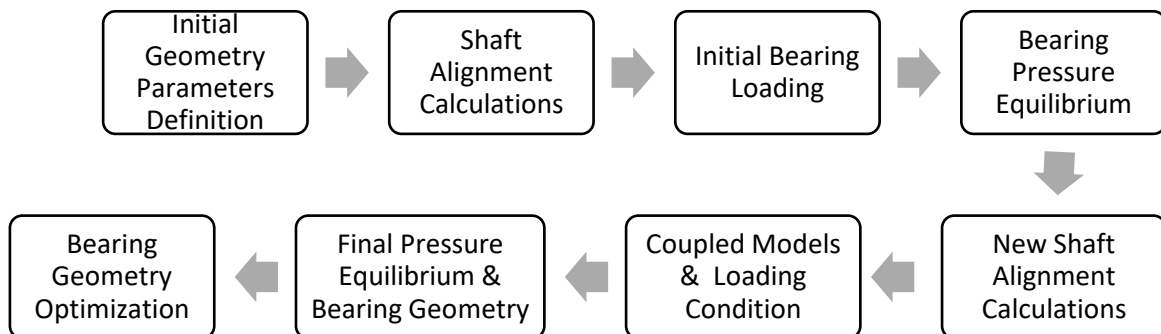 Initial
Geometry
Parameters
Definition
Shaft
Alignment
Calculations
Initial Bearing
Loading
Bearing
Pressure
Equilibrium
New Shaft
Alignment
Calculations
Coupled Models
& Loading
Condition
Final Pressure
Equilibrium &
Bearing Geometry
Bearing
Geometry
Optimization